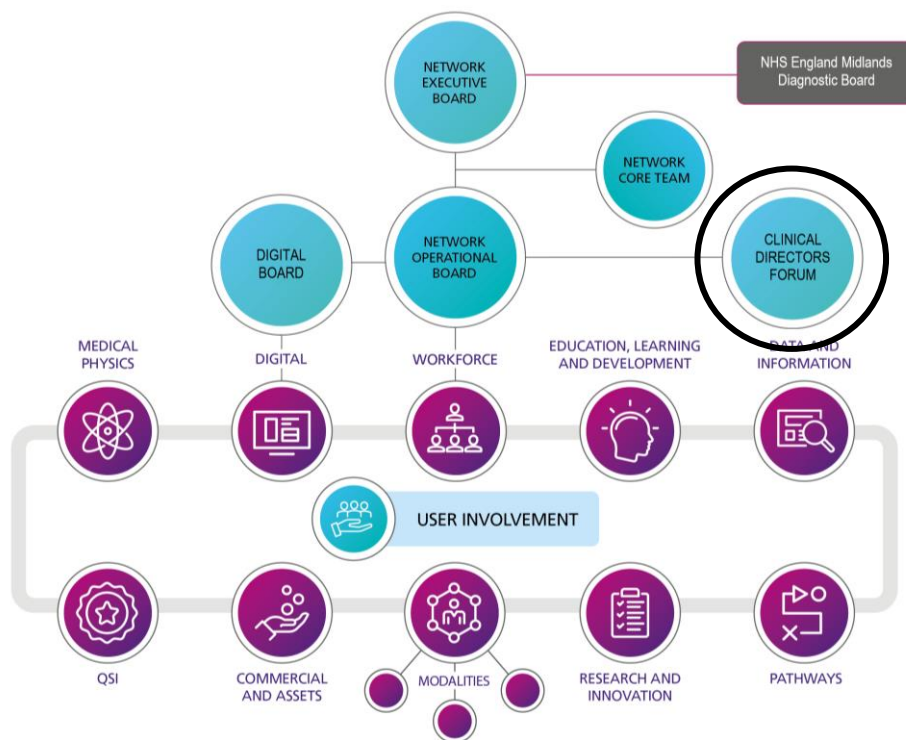 NETWORK
EXECUTIVE
BOARD
NHS England Midlands
Diagnostic Board
NETWORK
CORE TEAM
DIGITAL
BOARD
NETWORK
OPERATIONAL
BOARD
CLINICAL
DIRECTORS
FORUM
MEDICAL
PHYSICS
DIGITAL
WORKFORCE
EDUCATION, LEARNING
AND DEVELOPMENT
DATA AND
INFORMATION
USER INVOLVEMENT
QSI
COMMERCIAL
AND ASSETS
MODALITIES
RESEARCH AND
INNOVATION
PATHWAYS